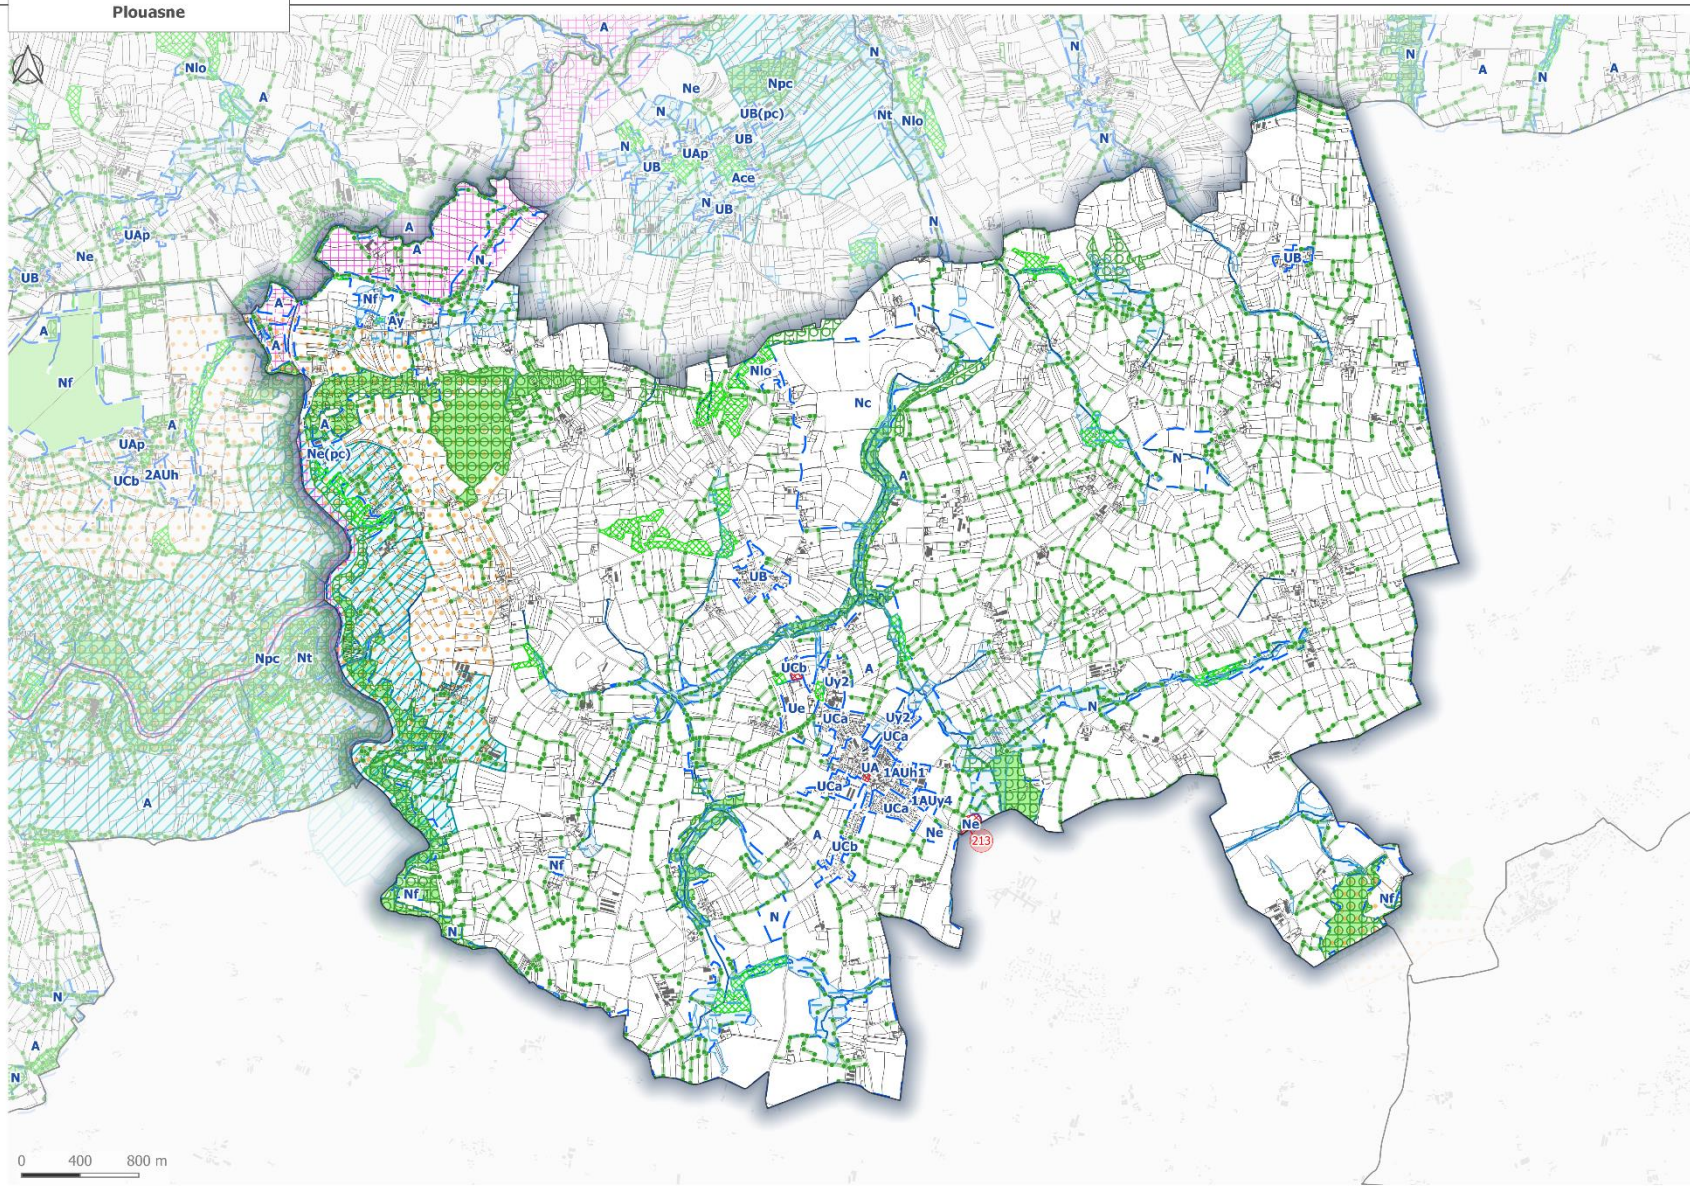 Plouasne
A
N
N
A
N
A
Nlo
A
Ne
Npc
N
UB(pc)
Nt
Nlo
N
UB
N
UAp
UB
Ace
N
UB
N
UAp
Ne
UB
A
A
N
UB
A
Nf
Ay
A
A
Nf
Nlo
Nc
A
A
UAp
Ne(pc)
2AUh
UCb
A
N
UB
Npc
Nt
UCb
A
Uy2
Ue
UCa
Uy2
UCa
N
UA
1AUh1
UCa
UCa
1AUy4
A
A
Ne
Ne
UCb
213
Nf
Nf
Nf
N
N
N
A
N
0 400 800 m